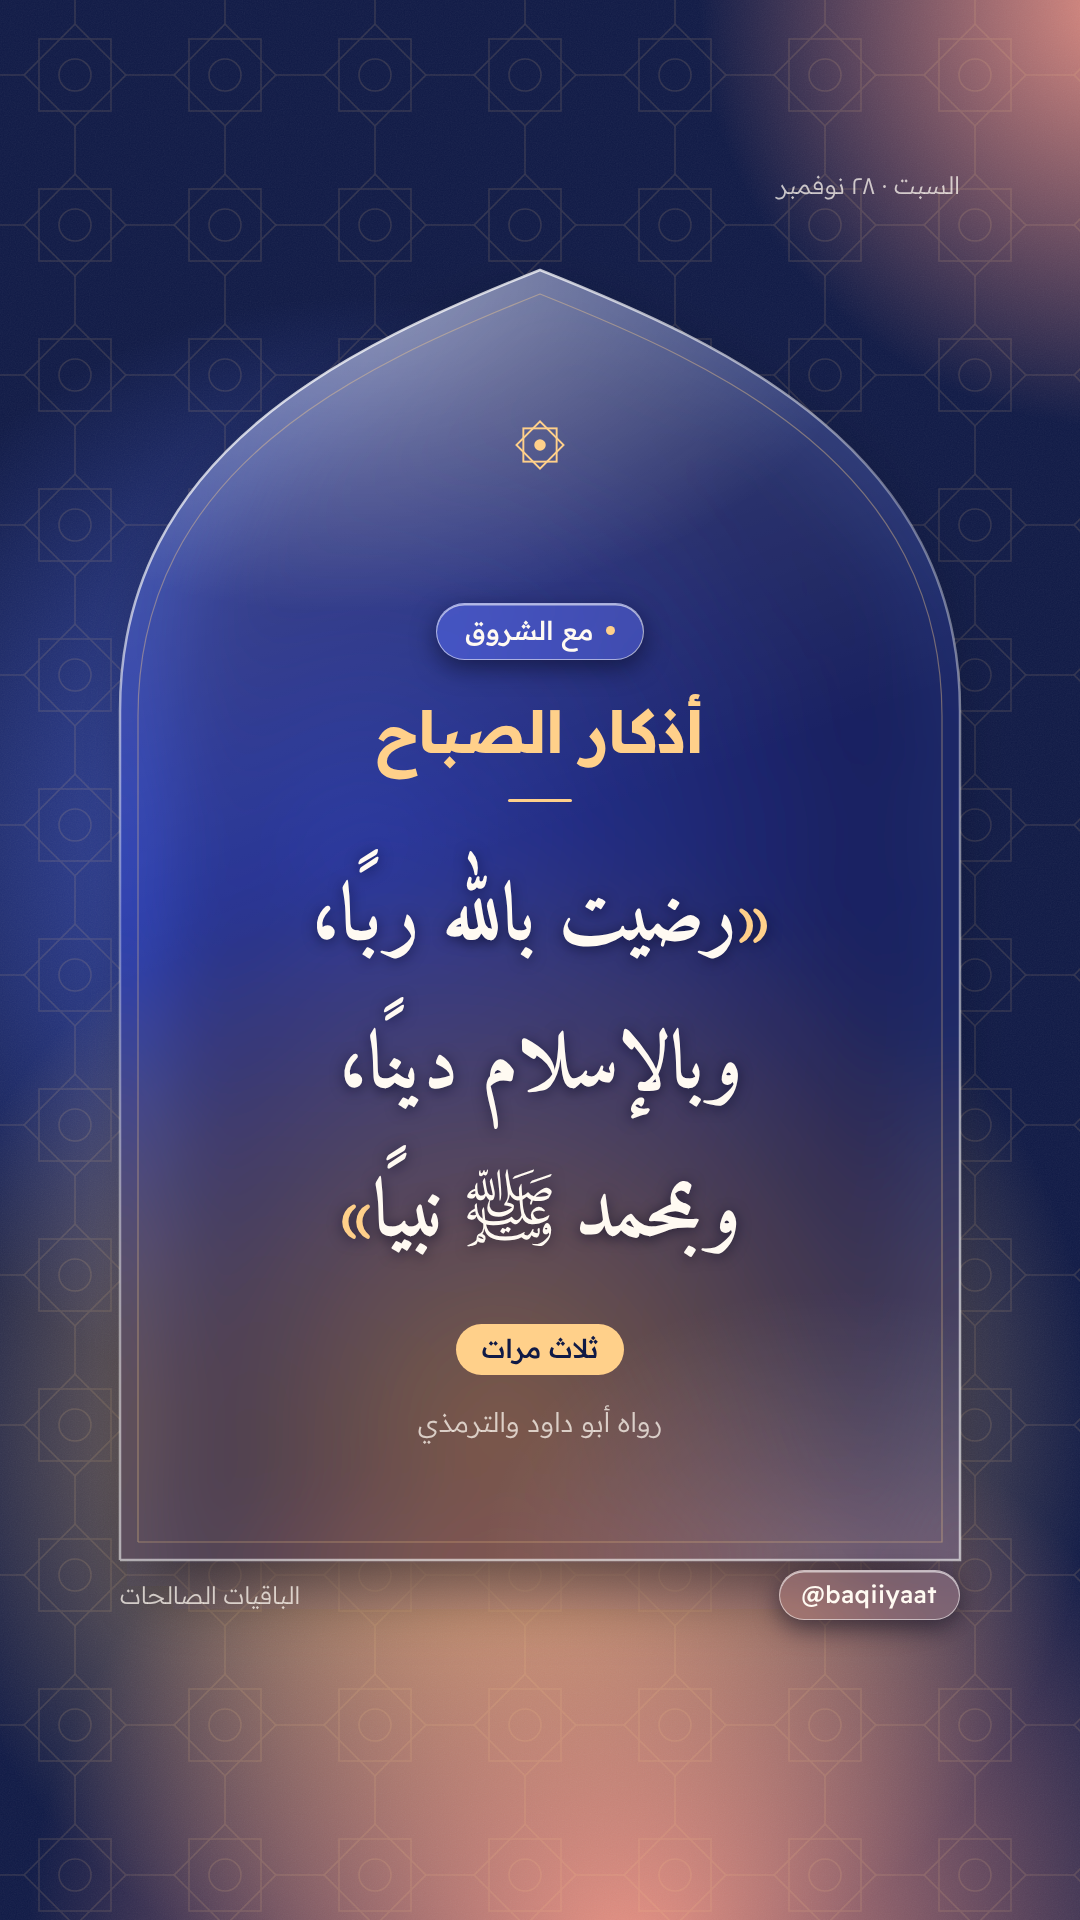 السبت · ٢٨ نوفمبر
مع الشروق
أذكار الصباح
«رضيت بالله ربًا،
وبالإسلام دينًا،
وبمحمد ﷺ نبيًا»
ثلاث مرات
رواه أبو داود والترمذي
@baqiiyaat
الباقيات الصالحات